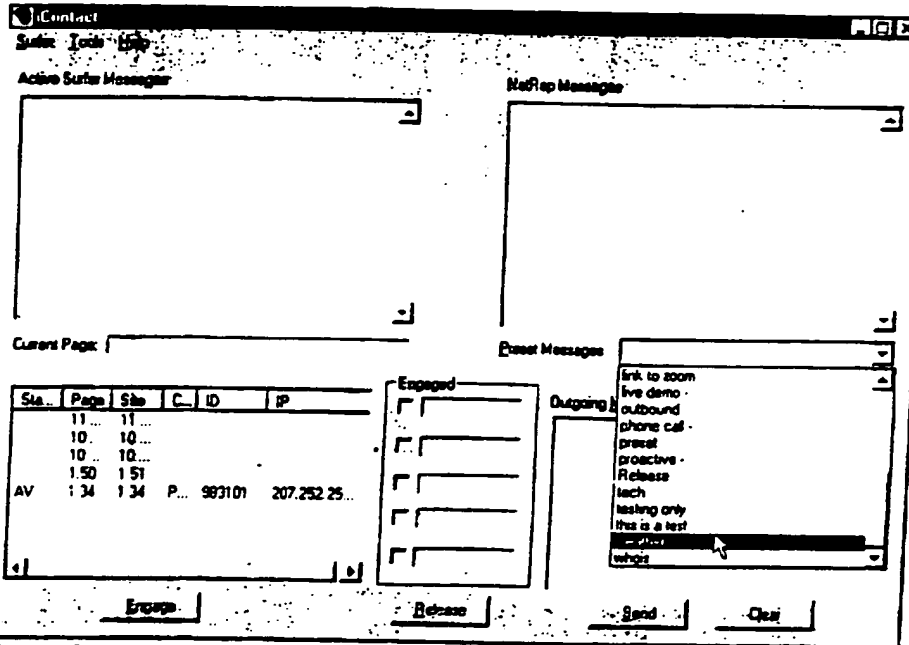 iContact
Surfer Tools Help
Active Surfer Messages
NetRep Messages
Current Page:
Preset Messages
link to zoom
live demo -
outbound
phone call -
preset
proactive -
Release
tech
testing only
this is a test
whois
Sta... Page Site C... ID IP
11 ... 11 ...
10 . 10 ...
10 ... 10 ...
1.50 1 51
AV 1 34 1 34 P... 983101 207.252.25...
Engaged
Outgoing
Engage
Release
Send
Clear